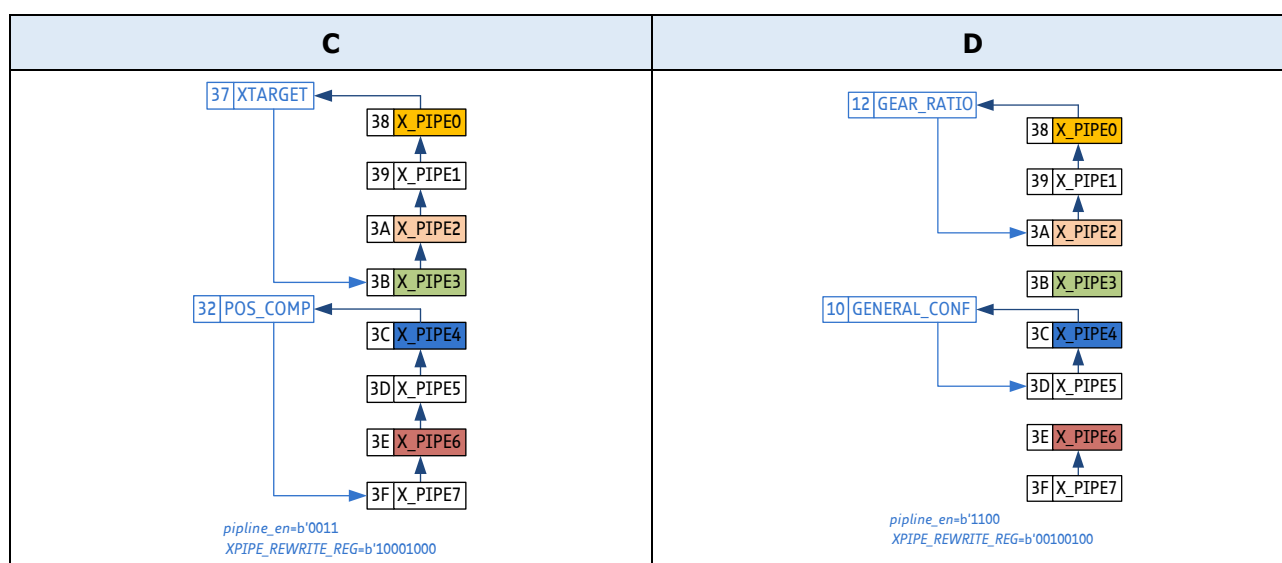 C
D
37 XTARGET
38 X_PIPE0
39 X_PIPE1
3A X_PIPE2
3B X_PIPE3
32 POS_COMP
3C X_PIPE4
3D X_PIPE5
3E X_PIPE6
3F X_PIPE7
pipline_en=b'0011
XPIPE_REWRITE_REG=b'10001000
12 GEAR_RATIO
38 X_PIPE0
39 X_PIPE1
3A X_PIPE2
3B X_PIPE3
10 GENERAL_CONF
3C X_PIPE4
3D X_PIPE5
3E X_PIPE6
3F X_PIPE7
pipline_en=b'1100
XPIPE_REWRITE_REG=b'00100100